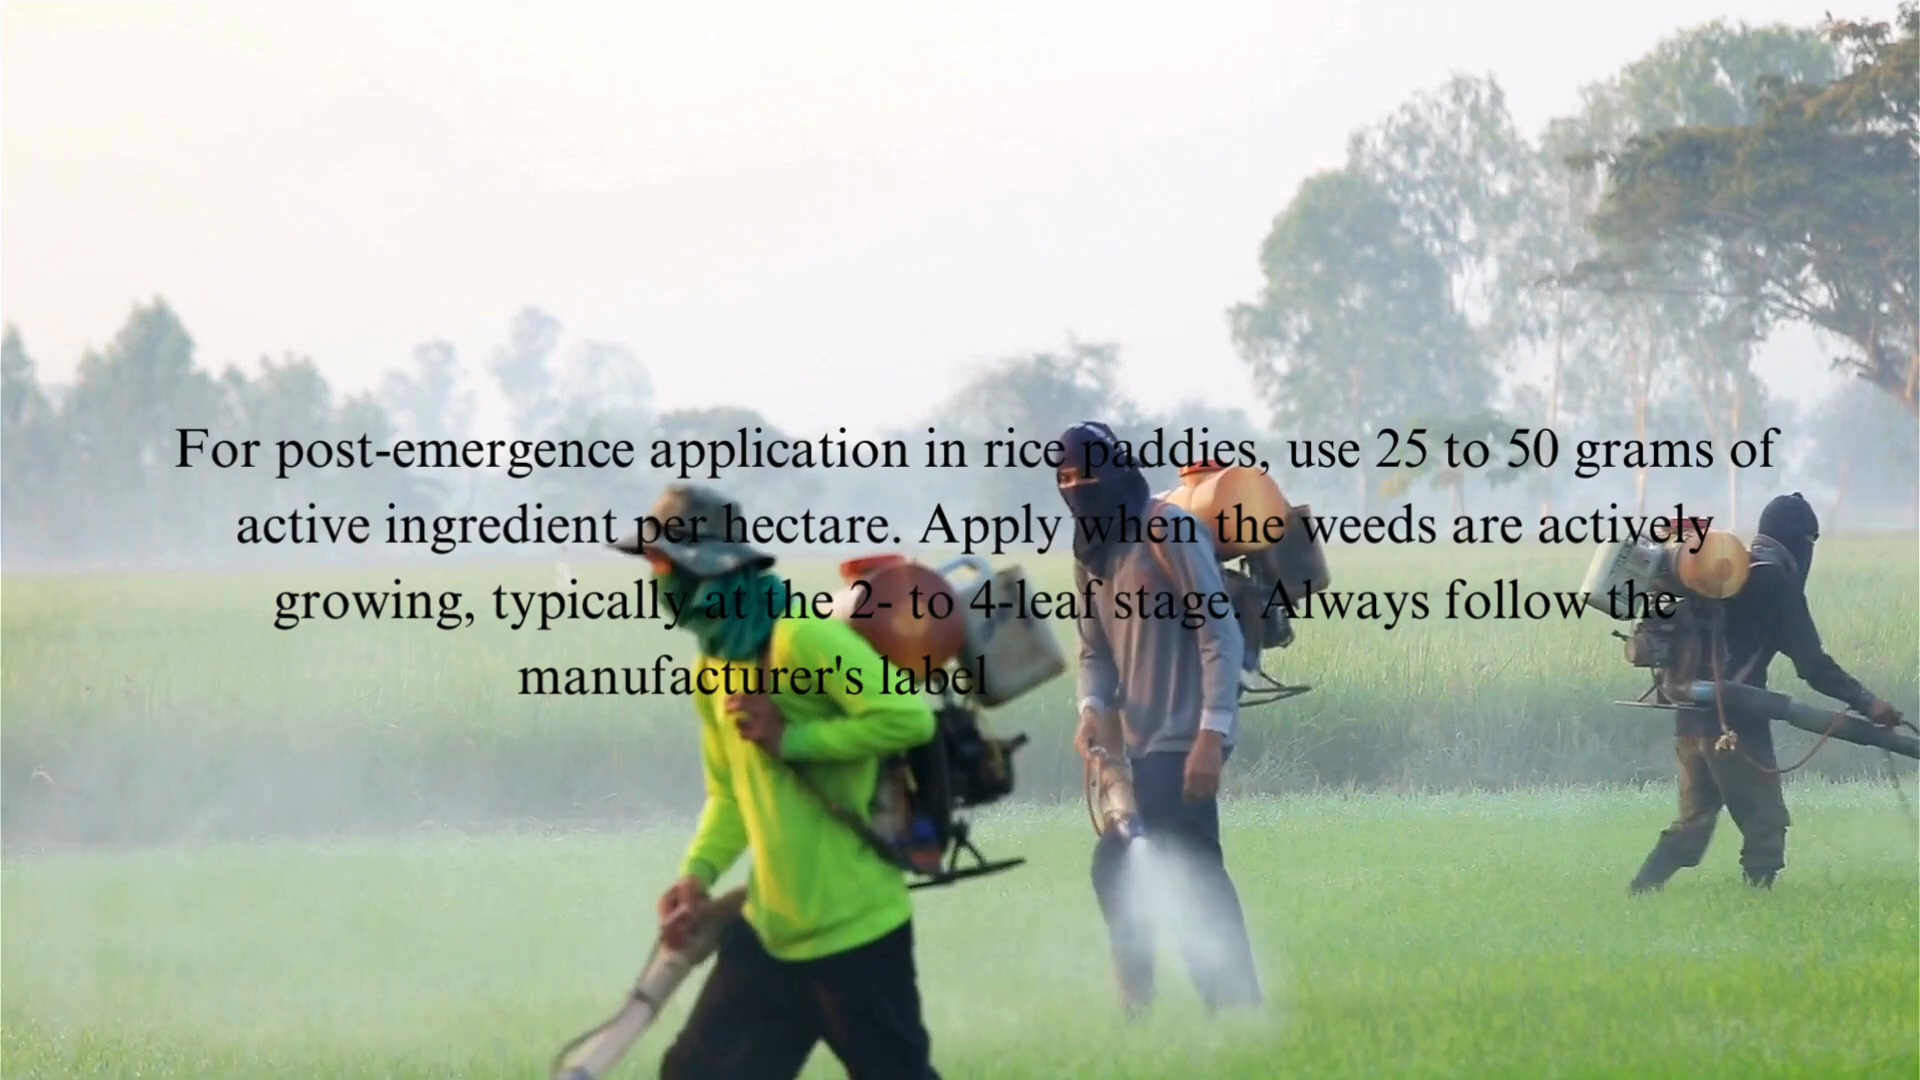 For post-emergence application in rice paddies, use 25 to 50 grams of
active ingredient per hectare. Apply when the weeds are actively
growing, typically at the 2- to 4-leaf stage. Always follow the
manufacturer's label